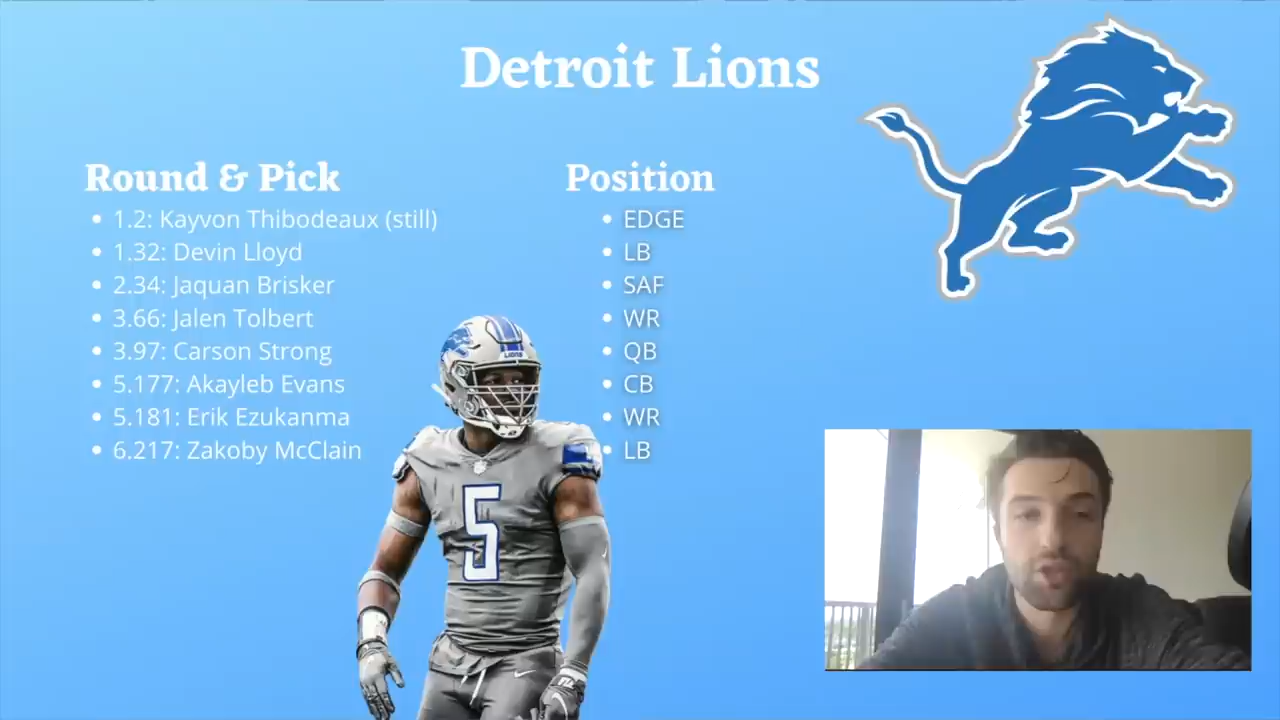 Detroit Lions
Round & Pick
1.2: Kayvon Thibodeaux (still)
1.32: Devin Lloyd
2.34: Jaquan Brisker
3.66: Jalen Tolbert
3.97: Carson Strong
5.177: Akayleb Evans
5.181: Erik Ezukanma
6.217: Zakoby McClain
Position
EDGE
LB
SAF
WR
QB
CB
WR
LB
LIONS
5